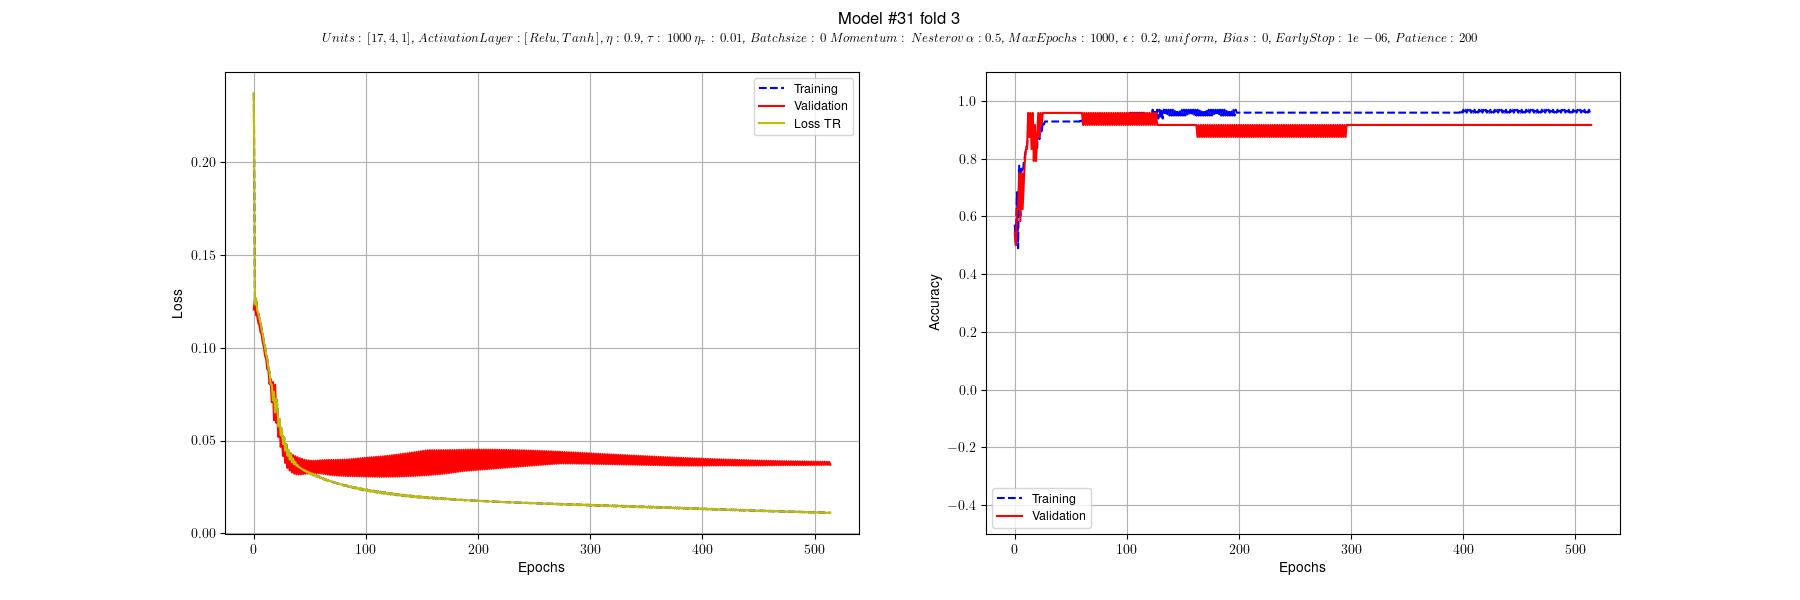 Model #31 fold 3
Units : [17, 4, 1], ActivationLayer : [Relu, Tanh], η : 0.9, τ : 1000 ητ : 0.01, Batchsize : 0 Momentum : Nesterov α : 0.5, MaxEpochs : 1000, ϵ : 0.2, uniform, Bias : 0, EarlyStop : 1e − 06, Patience : 200
Training
Validation
Loss TR
0.20
0.15
0.10
0.05
0.00
Loss
0 100 200 300 400 500
Epochs
1.0
0.8
0.6
0.4
0.2
0.0
−0.2
−0.4
Accuracy
Training
Validation
0 100 200 300 400 500
Epochs